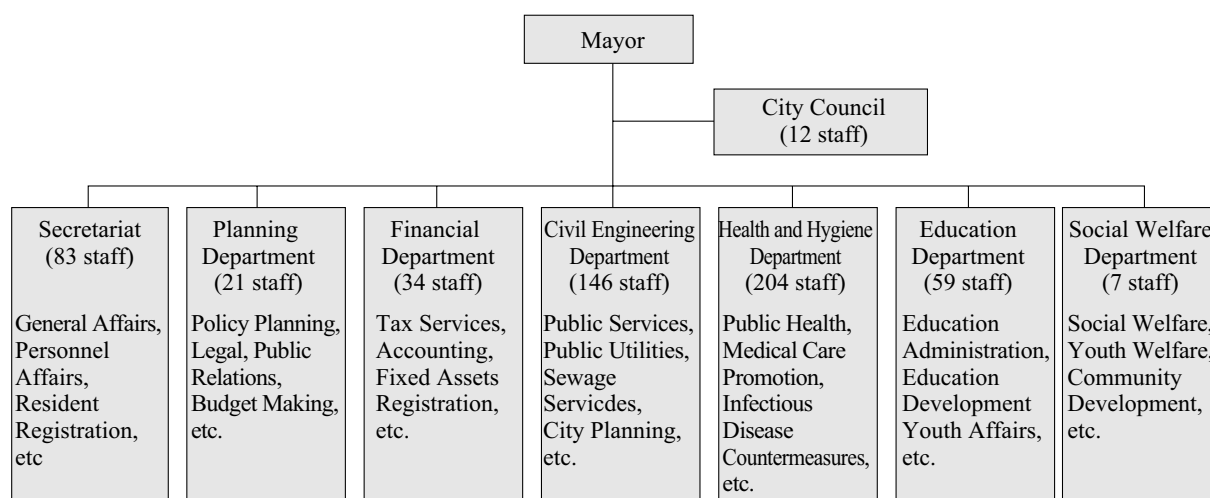 Mayor
City Council
(12 staff)
Secretariat
(83 staff)
General Affairs,
Personnel
Affairs,
Resident
Registration,
etc
Planning
Department
(21 staff)
Policy Planning,
Legal, Public
Relations,
Budget Making,
etc.
Financial
Department
(34 staff)
Tax Services,
Accounting,
Fixed Assets
Registration,
etc.
Civil Engineering
Department
(146 staff)
Public Services,
Public Utilities,
Sewage
Servicdes,
City Planning,
etc.
Health and Hygiene
Department
(204 staff)
Public Health,
Medical Care
Promotion,
Infectious
Disease
Countermeasures,
etc.
Education
Department
(59 staff)
Education
Administration,
Education
Development
Youth Affairs,
etc.
Social Welfare
Department
(7 staff)
Social Welfare,
Youth Welfare,
Community
Development,
etc.